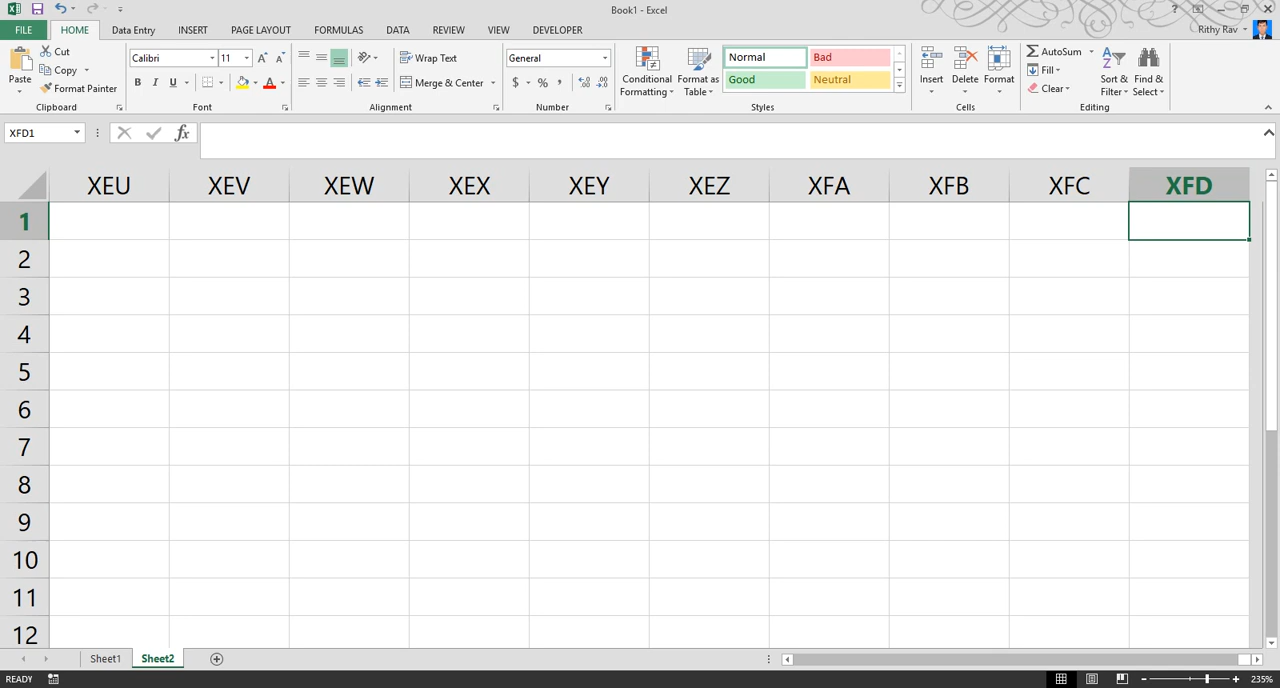 Book1 - Excel
?
FILE HOME Data Entry INSERT PAGE LAYOUT FORMULAS DATA REVIEW VIEW DEVELOPER Rithy Rav
Paste
Cut
Copy
Format Painter
Clipboard
Calibri 11
B I U
Font
Wrap Text
Merge & Center
Alignment
General
$ % ,
Number
Conditional
Formatting
Format as
Table
Normal Bad
Good Neutral
Styles
Insert Delete Format
Cells
AutoSum
Fill
Clear
Sort &
Filter
Find &
Select
Editing
XFD1 fx
XEU XEV XEW XEX XEY XEZ XFA XFB XFC XFD
1
2
3
4
5
6
7
8
9
10
11
12
Sheet1 Sheet2
READY 235%